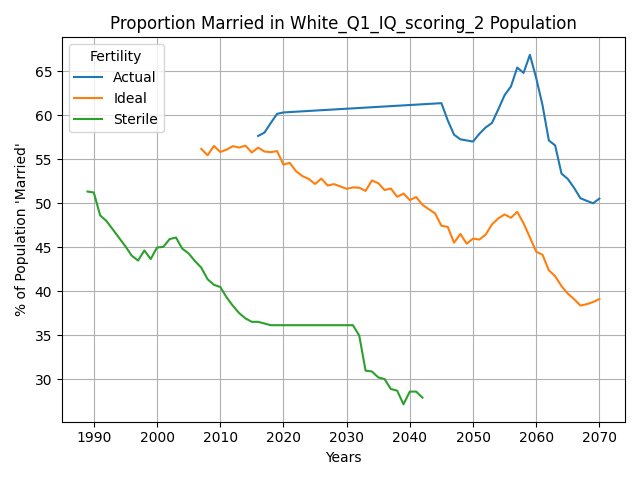 Proportion Married in White_Q1_IQ_scoring_2 Population
Fertility
Actual
Ideal
Sterile
% of Population 'Married'
65
60
55
50
45
40
35
30
1990 2000 2010 2020 2030 2040 2050 2060 2070
Years